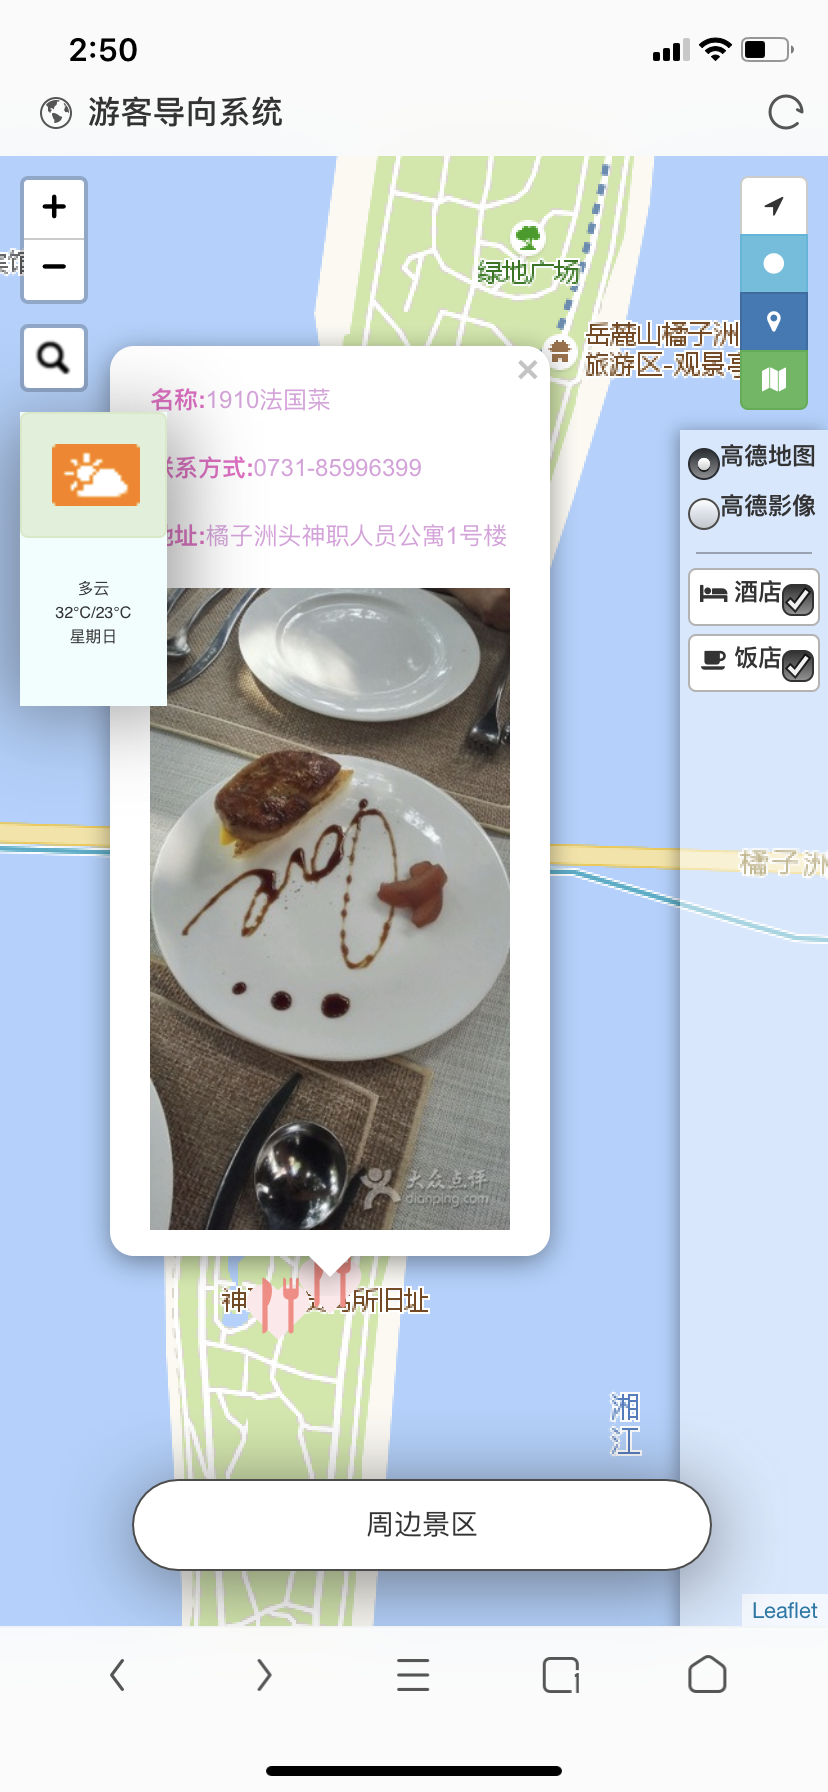 2:50
游客导向系统
+
−
绿地广场
岳麓山橘子洲
旅游区-观景亭
×
名称:1910法国菜
联系方式:0731-85996399
地址:橘子洲头神职人员公寓1号楼
多云
32°C/23°C
星期日
高德地图
高德影像
酒店
饭店
橘子洲
大众点评
dianping.com
神
所旧址
湘
江
周边景区
Leaflet
1